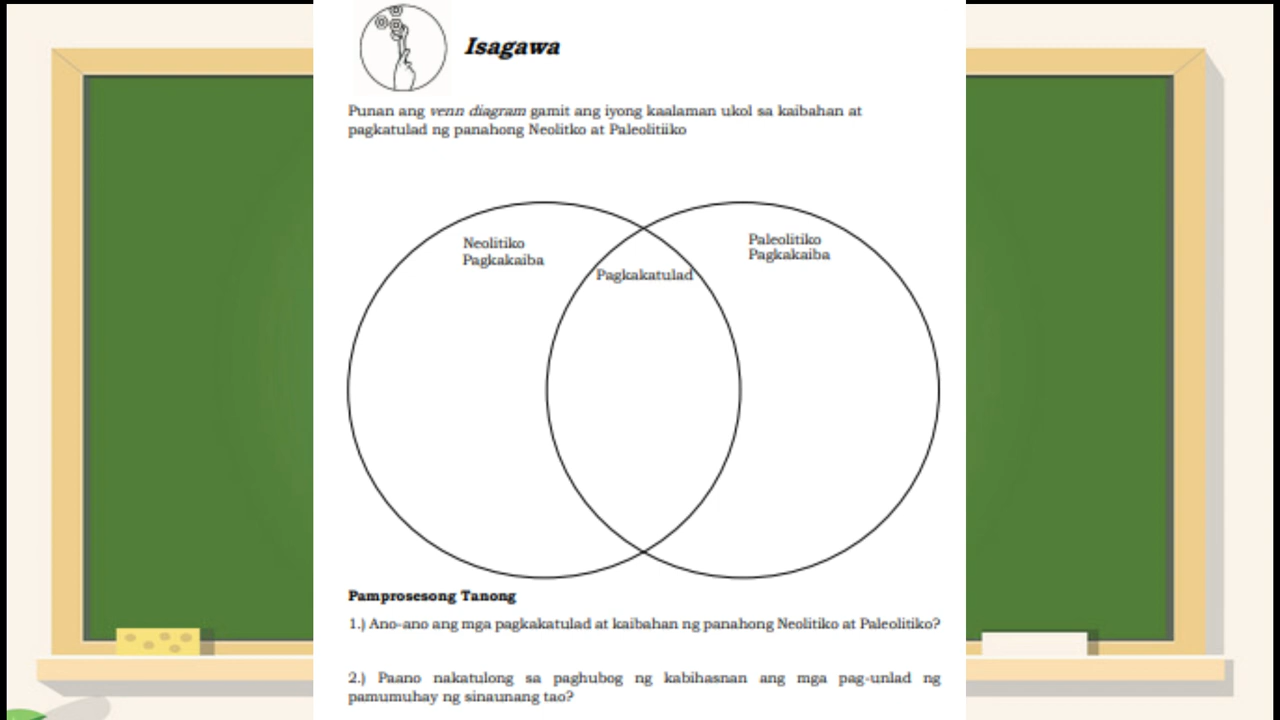 Isagawa
Punan ang venn diagram gamit ang iyong kaalaman ukol sa kaibahan at
pagkatulad ng panahong Neolitko at Paleolitiiko
Neolitiko
Pagkakaiba
Pagkakatulad
Paleolitiko
Pagkakaiba
Pamprosesong Tanong
1.) Ano-ano ang mga pagkakatulad at kaibahan ng panahong Neolitiko at Paleolitiko?
2.) Paano nakatulong sa paghubog ng kabihasnan ang mga pag-unlad ng
pamumuhay ng sinaunang tao?